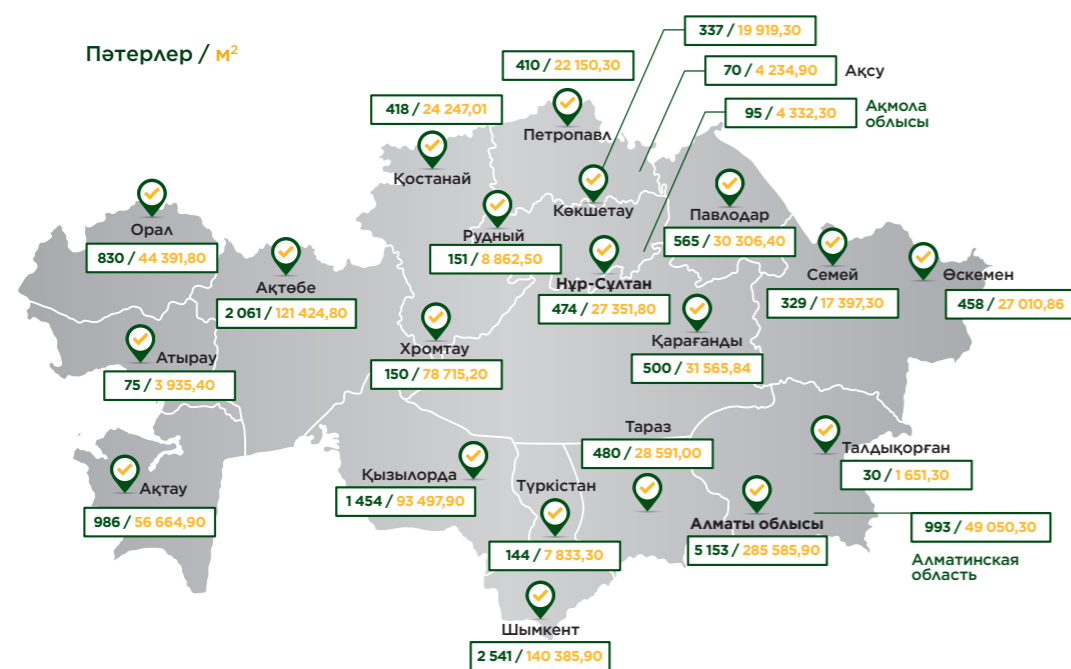 Пәтерлер / м²
337 / 19 919,30
410 / 22 150,30
70 / 4 234,90 Ақсу
418 / 24 247,01
95 / 4 332,30 Ақмола
облысы
Петропавл
Қостанай
Көкшетау
Павлодар
565 / 30 306,40
Орал
830 / 44 391,80
Рудный
151 / 8 862,50
Ақтөбе
2 061 / 121 424,80
Нұр-Сұлтан
474 / 27 351,80
Семей
329 / 17 397,30
Өскемен
458 / 27 010,86
Атырау
75 / 3 935,40
Хромтау
150 / 78 715,20
Қарағанды
500 / 31 565,84
Тараз
480 / 28 591,00
Талдықорған
30 / 1 651,30
Ақтау
986 / 56 664,90
Қызылорда
1 454 / 93 497,90
Түркістан
144 / 7 833,30
Алматы облысы
5 153 / 285 585,90
993 / 49 050,30
Алматинская
область
Шымкент
2 541 / 140 385,90